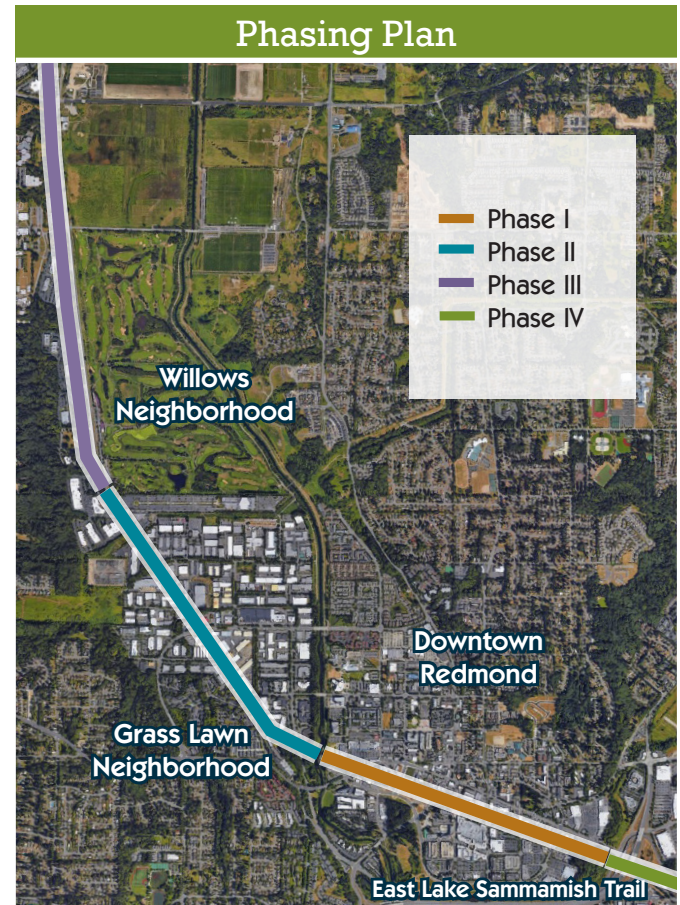 Phasing Plan
Phase I
Phase II
Phase III
Phase IV
Willows
Neighborhood
Downtown
Redmond
Grass Lawn
Neighborhood
East Lake Sammamish Trail